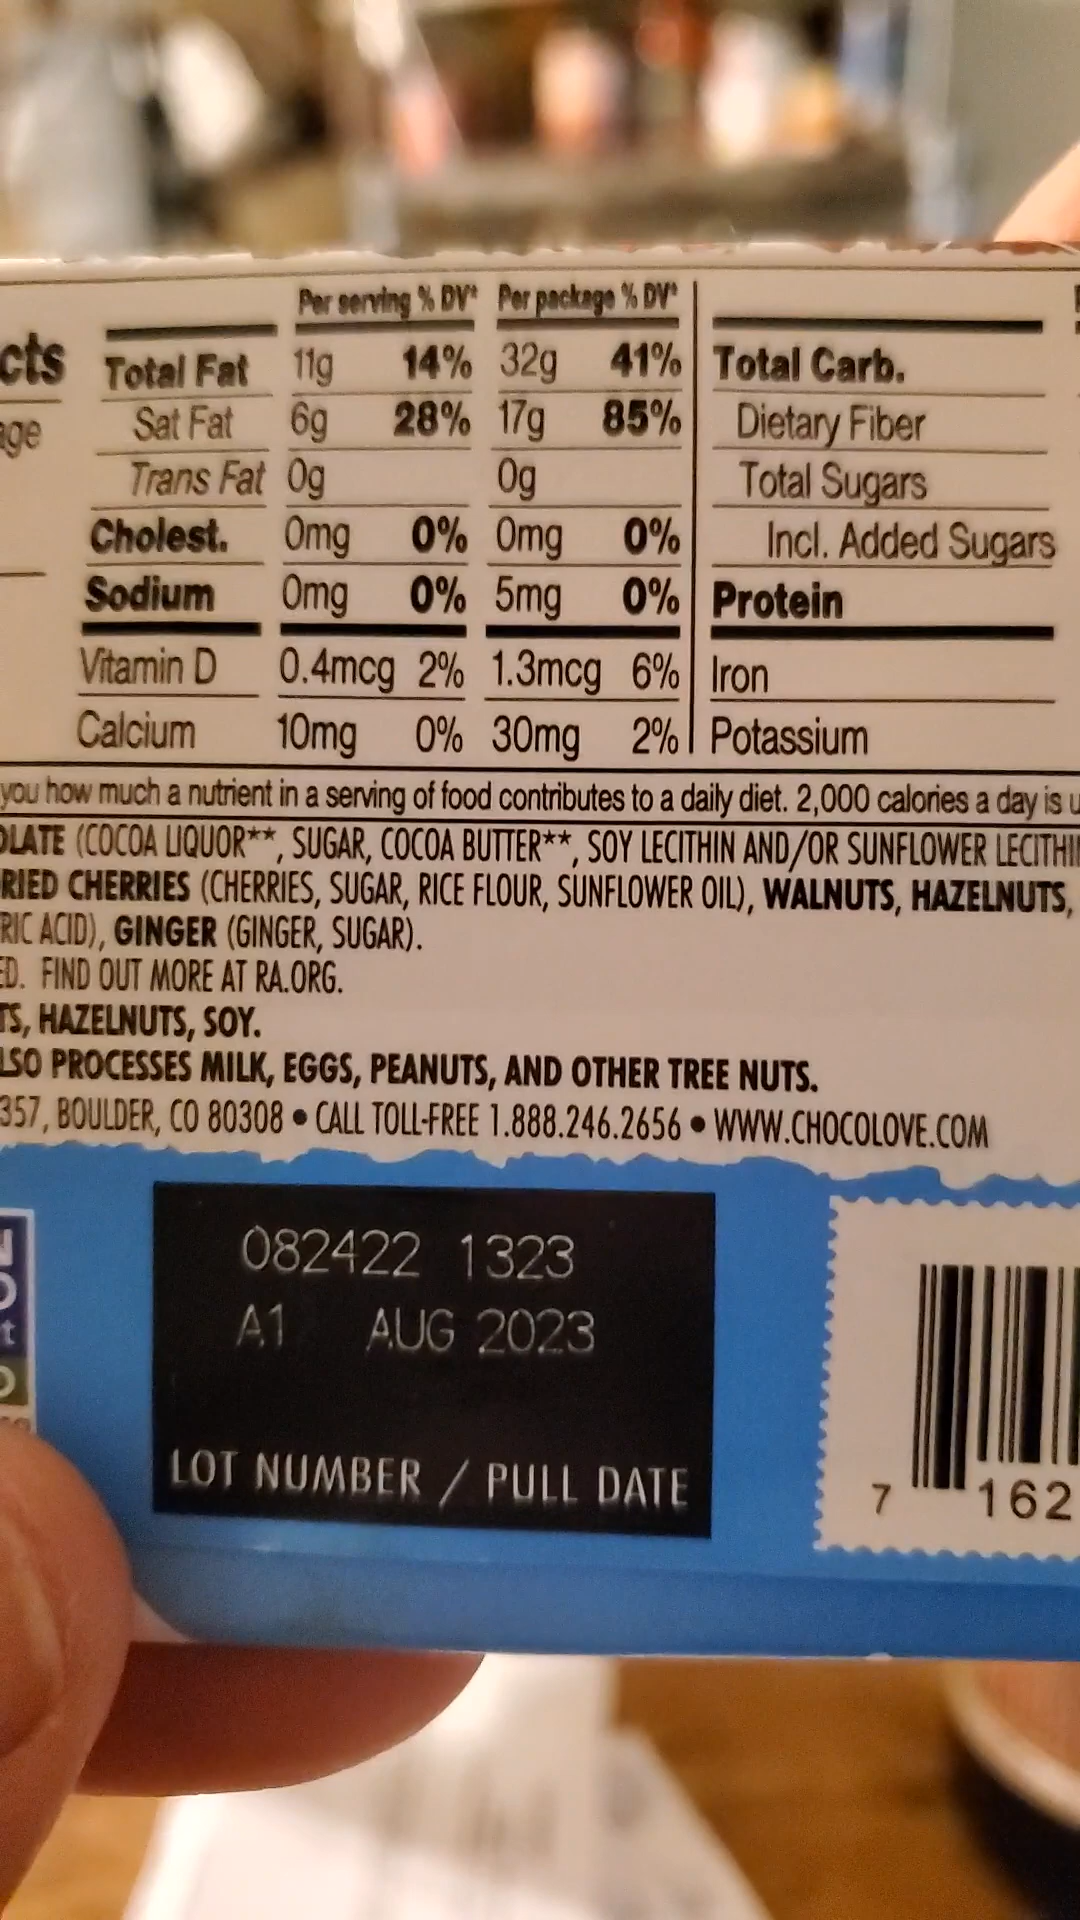 Per serving % DV* Per package % DV*
cts Total Fat 11g 14% 32g 41% Total Carb.
age Sat Fat 6g 28% 17g 85% Dietary Fiber
Trans Fat 0g 0g Total Sugars
Cholest. 0mg 0% 0mg 0% Incl. Added Sugars
Sodium 0mg 0% 5mg 0% Protein
Vitamin D 0.4mcg 2% 1.3mcg 6% Iron
Calcium 10mg 0% 30mg 2% Potassium
you how much a nutrient in a serving of food contributes to a daily diet. 2,000 calories a day is u
OLATE (COCOA LIQUOR**, SUGAR, COCOA BUTTER**, SOY LECITHIN AND/OR SUNFLOWER LECITHI
RIED CHERRIES (CHERRIES, SUGAR, RICE FLOUR, SUNFLOWER OIL), WALNUTS, HAZELNUTS,
RIC ACID), GINGER (GINGER, SUGAR).
ED. FIND OUT MORE AT RA.ORG.
TS, HAZELNUTS, SOY.
LSO PROCESSES MILK, EGGS, PEANUTS, AND OTHER TREE NUTS.
357, BOULDER, CO 80308 • CALL TOLL-FREE 1.888.246.2656 • WWW.CHOCOLOVE.COM
082422 1323
A1 AUG 2023
LOT NUMBER / PULL DATE
7 162